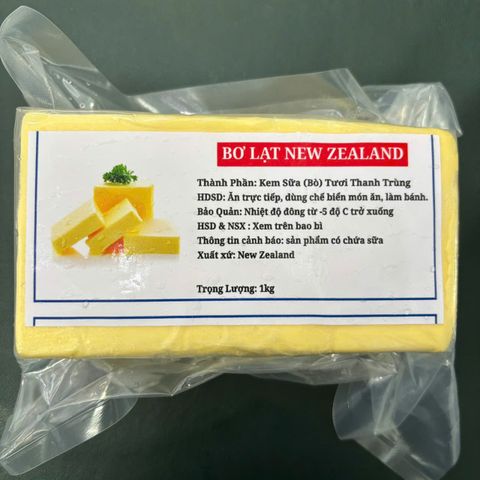 BƠ LẠT NEW ZEALAND
Thành Phần: Kem Sữa (Bò) Tươi Thanh Trùng
HDSD: Ăn trực tiếp, dùng chế biến món ăn, làm bánh.
Bảo Quản: Nhiệt độ đông từ -5 độ C trở xuống
HSD & NSX : Xem trên bao bì
Thông tin cảnh báo: sản phẩm có chứa sữa
Xuất xứ: New Zealand
Trọng Lượng: 1kg